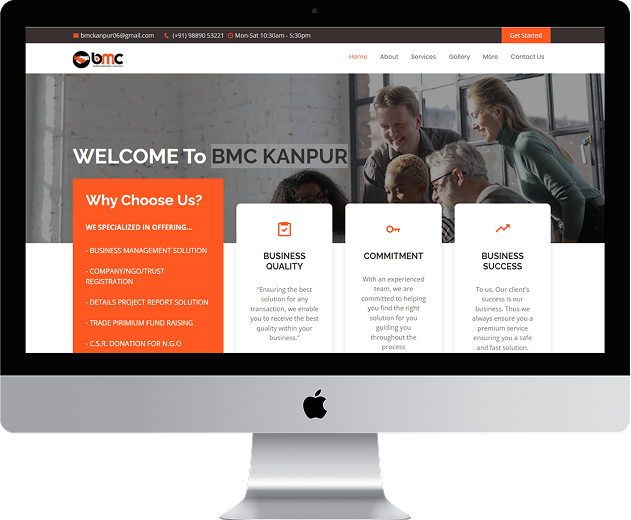 bmckanpur06@gmail.com (+91) 98890 53221 Mon-Sat 10:30am - 5:30pm Get Started
bmc
Home About Services Gallery More Contact Us
WELCOME To BMC KANPUR
Why Choose Us?
WE SPECIALIZED IN OFFERING...
- BUSINESS MANAGEMENT SOLUTION
- COMPANY/NGO/TRUST
REGISTRATION
- DETAILS PROJECT REPORT SOLUTION
- TRADE PIRIMIUM FUND RAISING
- C.S.R. DONATION FOR N.G.O
BUSINESS
QUALITY
“Ensuring the best
solution for any
transaction, we enable
you to receive the best
quality within your
business.”
COMMITMENT
With an experienced
team, we are
committed to helping
you find the right
solution for you
guiding you
throughout the
process
BUSINESS
SUCCESS
To us, Our client's
success is our
business. Thus we
always ensure you a
premium service
ensuring you a safe
and fast solution.